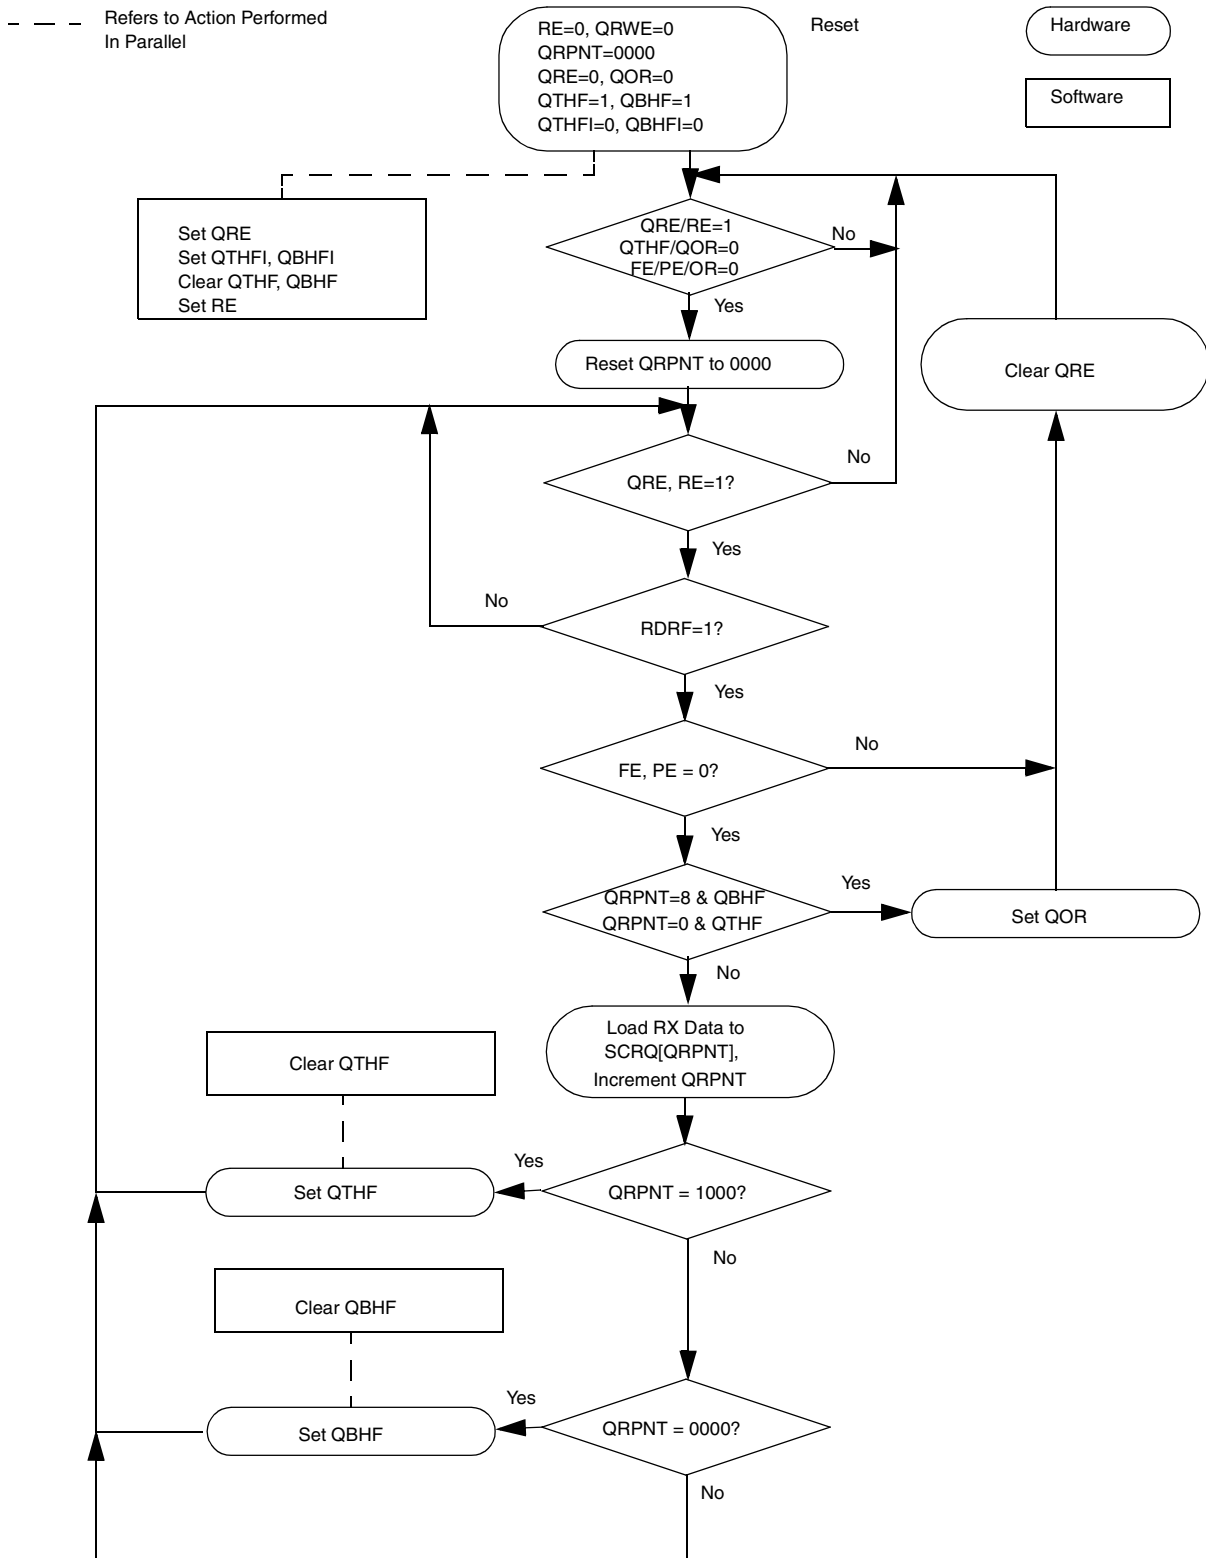 Refers to Action Performed
In Parallel
RE=0, QRWE=0
QRPNT=0000
QRE=0, QOR=0
QTHF=1, QBHF=1
QTHFI=0, QBHFI=0
Reset
Hardware
Software
Set QRE
Set QTHFI, QBHFI
Clear QTHF, QBHF
Set RE
QRE/RE=1
QTHF/QOR=0
FE/PE/OR=0
No
Yes
Reset QRPNT to 0000
Clear QRE
QRE, RE=1?
No
Yes
No
RDRF=1?
Yes
FE, PE = 0?
No
Yes
QRPNT=8 & QBHF
QRPNT=0 & QTHF
Yes
Set QOR
No
Load RX Data to
SCRQ[QRPNT],
Increment QRPNT
Clear QTHF
Set QTHF
Yes
QRPNT = 1000?
No
Clear QBHF
Set QBHF
Yes
QRPNT = 0000?
No